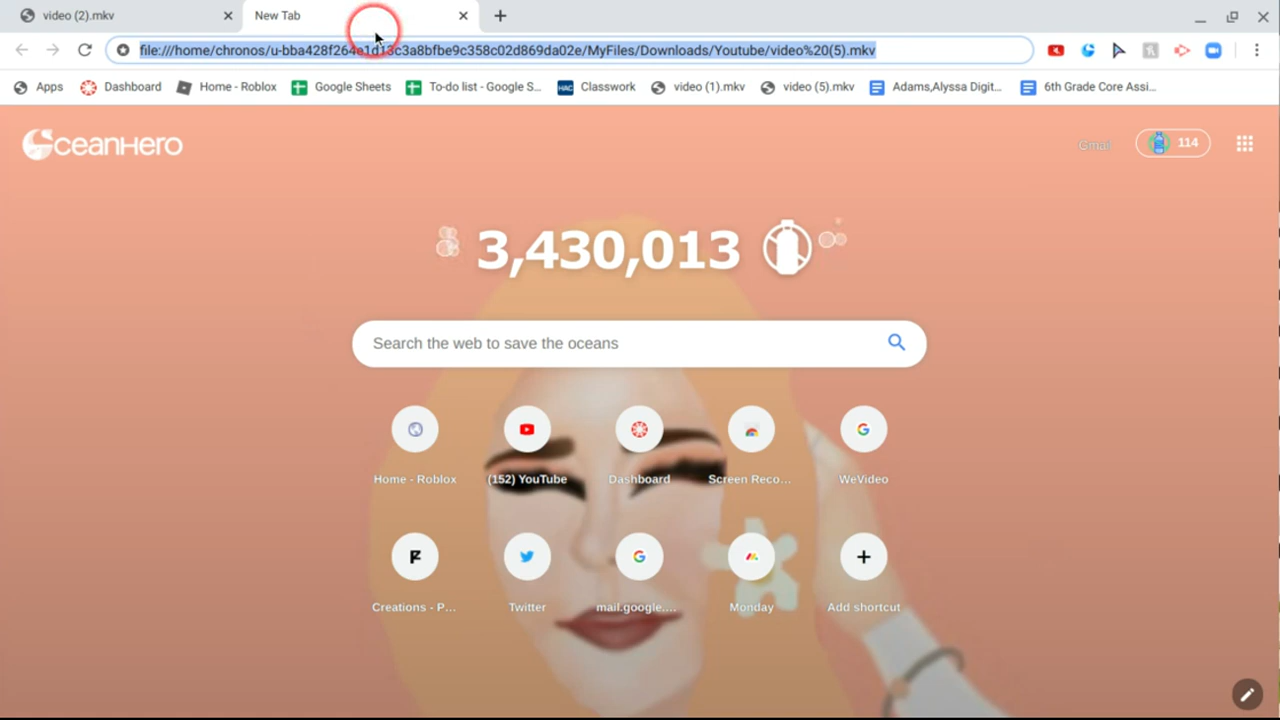 video (2).mkv
New Tab
file:///home/chronos/u-bba428f264e1d13c3a8bfbe9c358c02d869da02e/MyFiles/Downloads/Youtube/video%20(5).mkv
Apps Dashboard Home - Roblox Google Sheets To-do list - Google S... HAC Classwork video (1).mkv video (5).mkv Adams,Alyssa Digit... 6th Grade Core Assi...
OceanHero
Gmail
114
3,430,013
Search the web to save the oceans
Home - Roblox (152) YouTube Dashboard Screen Reco... WeVideo
Creations - P... Twitter mail.google.... Monday Add shortcut